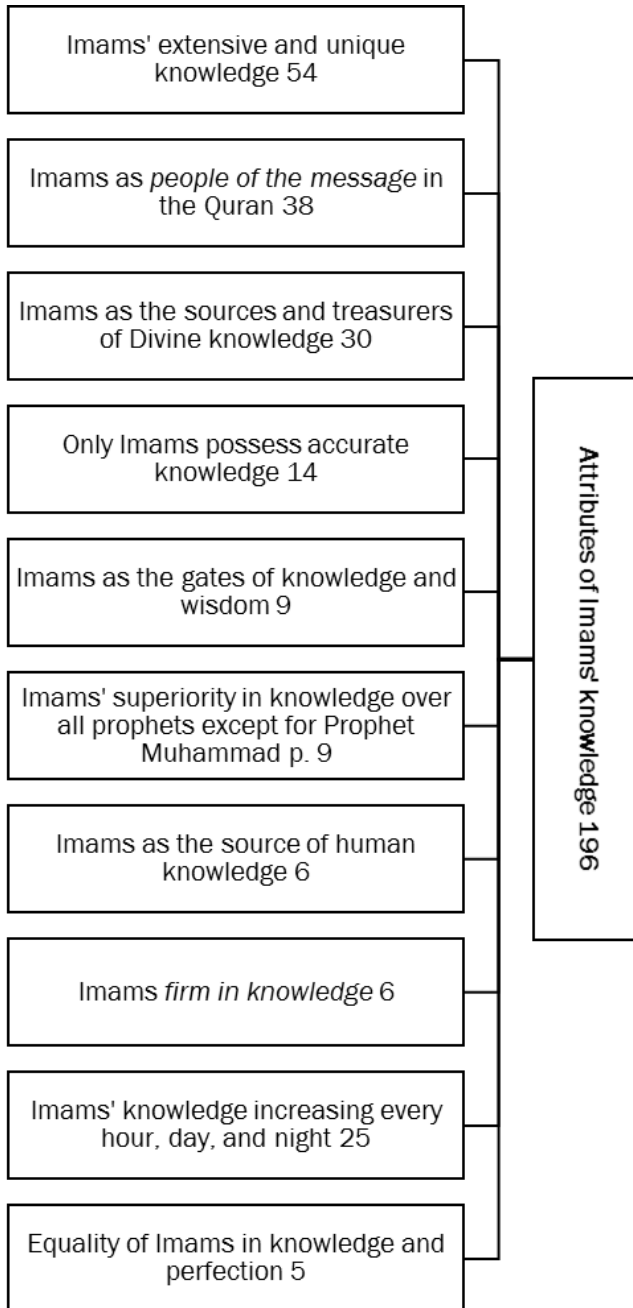 Imams' extensive and unique
knowledge 54
Imams as people of the message in
the Quran 38
Imams as the sources and treasurers
of Divine knowledge 30
Only Imams possess accurate
knowledge 14
Imams as the gates of knowledge and
wisdom 9
Imams' superiority in knowledge over
all prophets except for Prophet
Muhammad p. 9
Imams as the source of human
knowledge 6
Imams firm in knowledge 6
Imams' knowledge increasing every
hour, day, and night 25
Equality of Imams in knowledge and
perfection 5
Attributes of Imams' knowledge 196